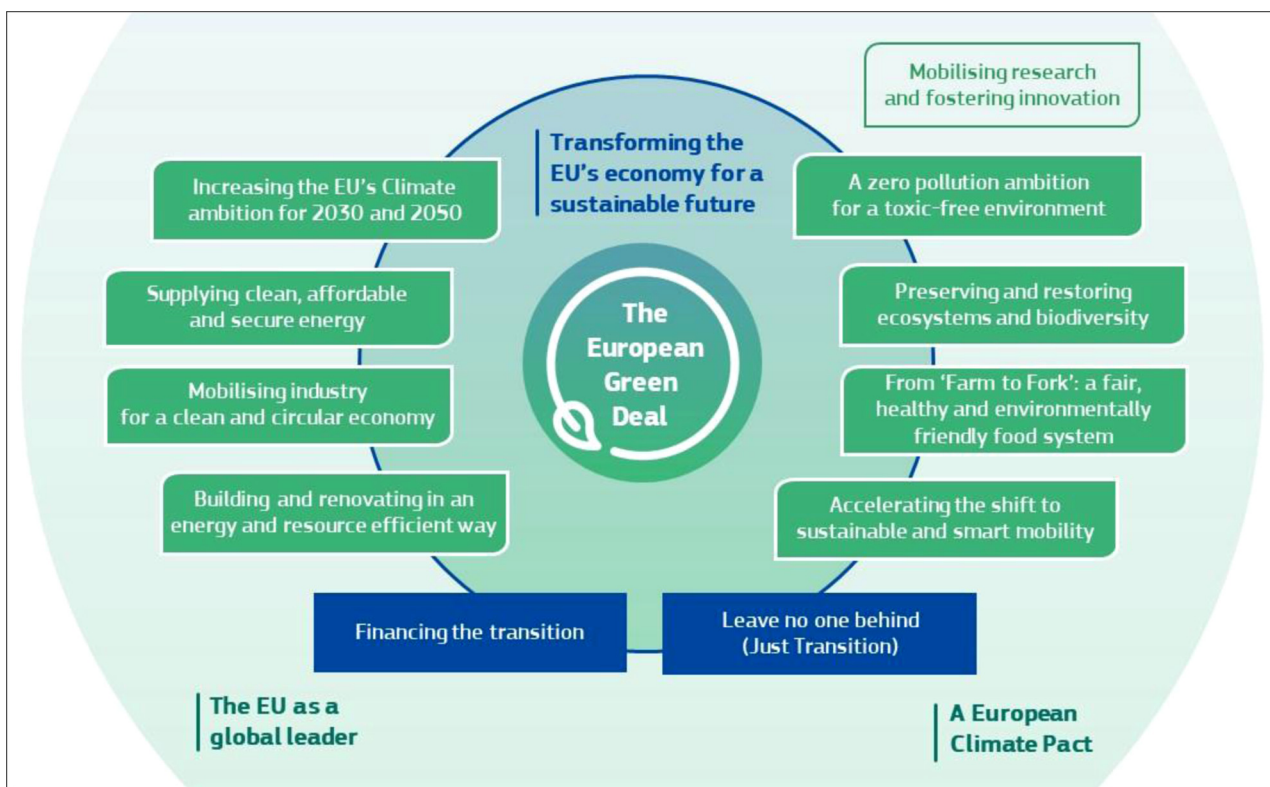 Mobilising research
and fostering innovation
Transforming the
EU's economy for a
sustainable future
Increasing the EU's Climate
ambition for 2030 and 2050
A zero pollution ambition
for a toxic-free environment
Supplying clean, affordable
and secure energy
Preserving and restoring
ecosystems and biodiversity
The
European
Green
Deal
Mobilising industry
for a clean and circular economy
From ‘Farm to Fork’: a fair,
healthy and environmentally
friendly food system
Building and renovating in an
energy and resource efficient way
Accelerating the shift to
sustainable and smart mobility
Financing the transition
Leave no one behind
(Just Transition)
The EU as a
global leader
A European
Climate Pact